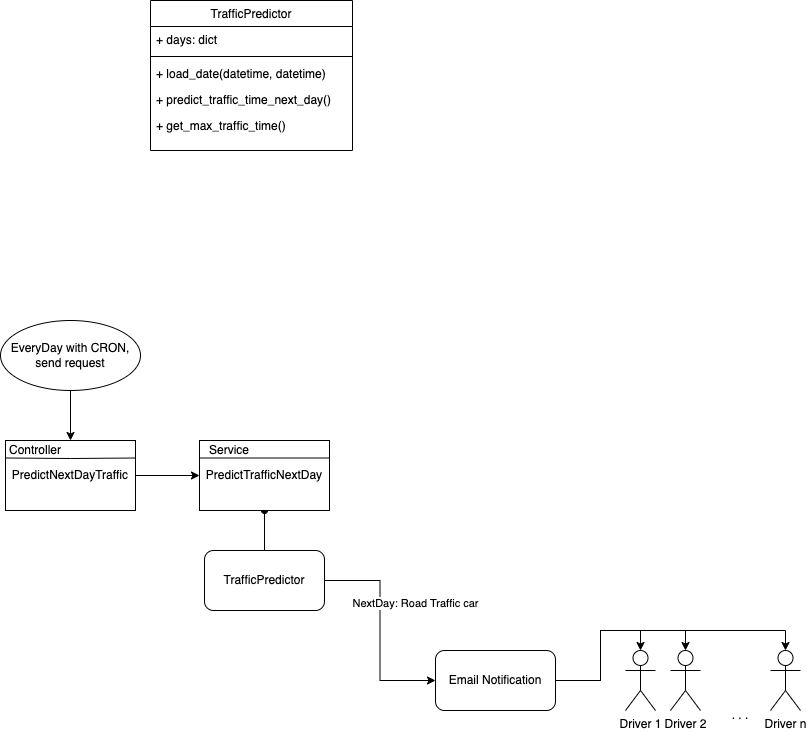 TrafficPredictor
+ days: dict
+ load_date(datetime, datetime)
+ predict_traffic_time_next_day()
+ get_max_traffic_time()
EveryDay with CRON,
send request
Controller
PredictNextDayTraffic
Service
PredictTrafficNextDay
TrafficPredictor
NextDay: Road Traffic car
Email Notification
Driver 1 Driver 2 . . . Driver n